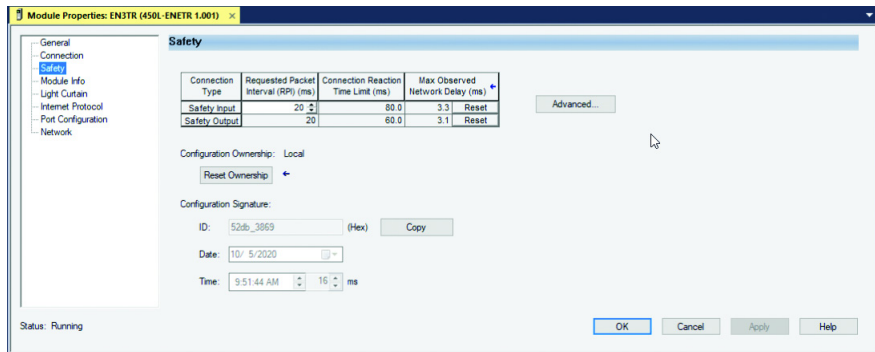 Module Properties: EN3TR (450L-ENETR 1.001) ×
General
Connection
Safety
Module Info
Light Curtain
Internet Protocol
Port Configuration
Network
Safety
Connection Type Requested Packet Interval (RPI) (ms) Connection Reaction Time Limit (ms) Max Observed Network Delay (ms)
Safety Input 20 80.0 3.3 Reset
Safety Output 20 60.0 3.1 Reset
Advanced...
Configuration Ownership: Local
Reset Ownership
Configuration Signature:
ID: 52db_3869 (Hex) Copy
Date: 10/ 5/2020
Time: 9:51:44 AM 16 ms
Status: Running
OK Cancel Apply Help